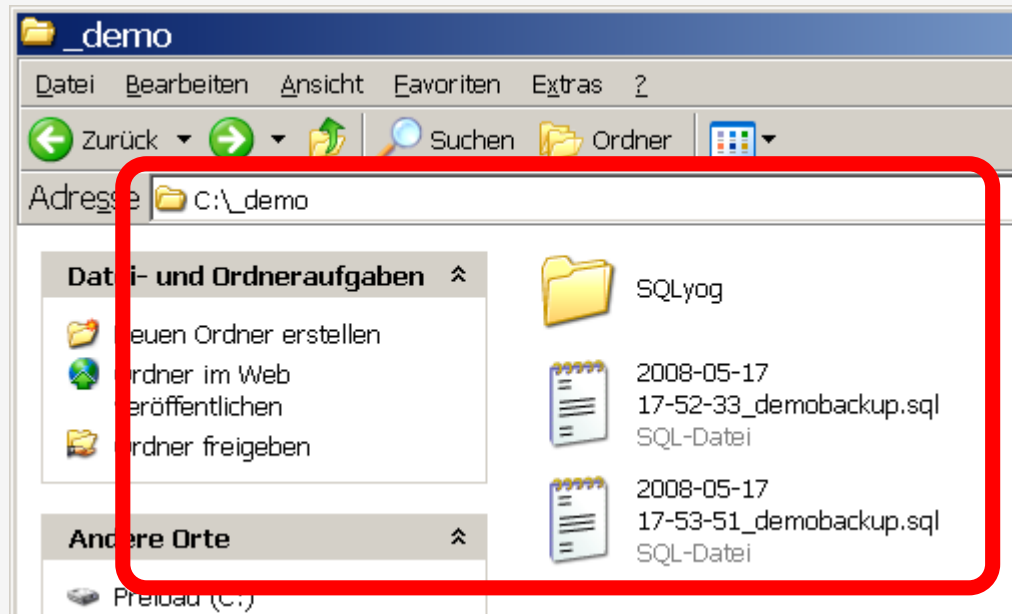 _demo
Datei Bearbeiten Ansicht Favoriten Extras ?
Zurück Suchen Ordner
Adresse C:\_demo
Datei- und Ordneraufgaben
Neuen Ordner erstellen
Ordner im Web
veröffentlichen
Ordner freigeben
Andere Orte
Preload (C:)
SQLyog
2008-05-17
17-52-33_demobackup.sql
SQL-Datei
2008-05-17
17-53-51_demobackup.sql
SQL-Datei